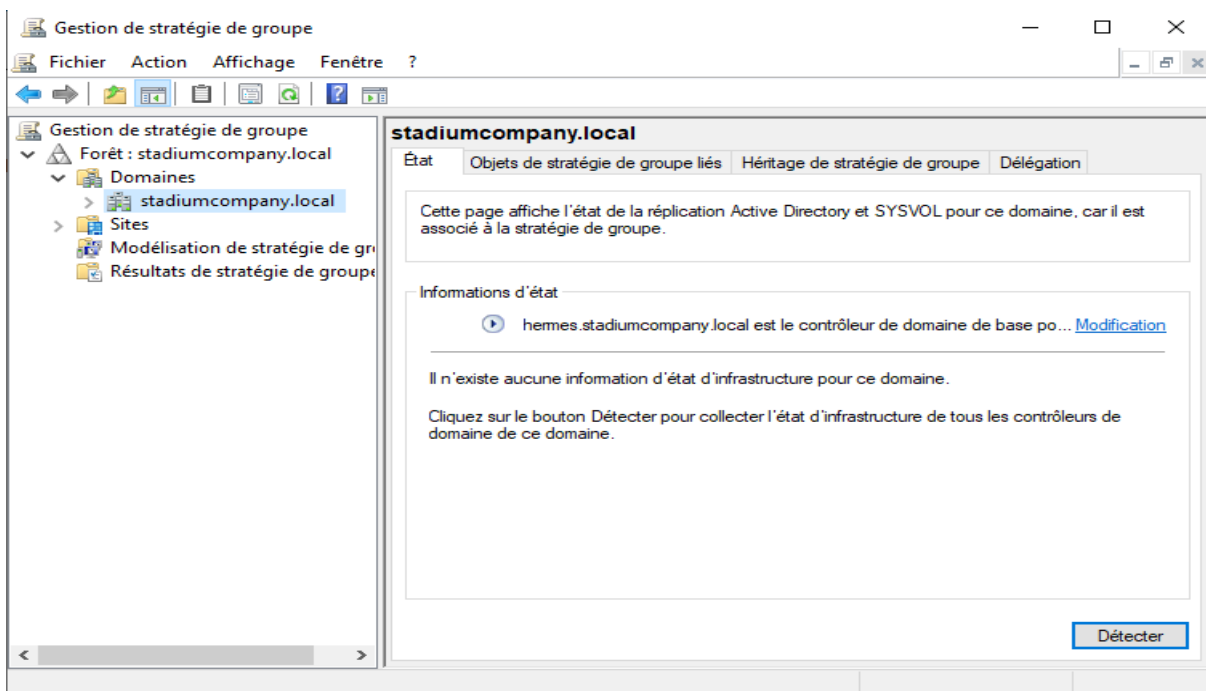 Gestion de stratégie de groupe
Fichier Action Affichage Fenêtre ?
Gestion de stratégie de groupe
Forêt : stadiumcompany.local
Domaines
stadiumcompany.local
Sites
Modélisation de stratégie de gr
Résultats de stratégie de groupe
stadiumcompany.local
État Objets de stratégie de groupe liés Héritage de stratégie de groupe Délégation
Cette page affiche l'état de la réplication Active Directory et SYSVOL pour ce domaine, car il est
associé à la stratégie de groupe.
Informations d'état
hermes.stadiumcompany.local est le contrôleur de domaine de base po... Modification
Il n'existe aucune information d'état d'infrastructure pour ce domaine.
Cliquez sur le bouton Détecter pour collecter l'état d'infrastructure de tous les contrôleurs de
domaine de ce domaine.
Détecter